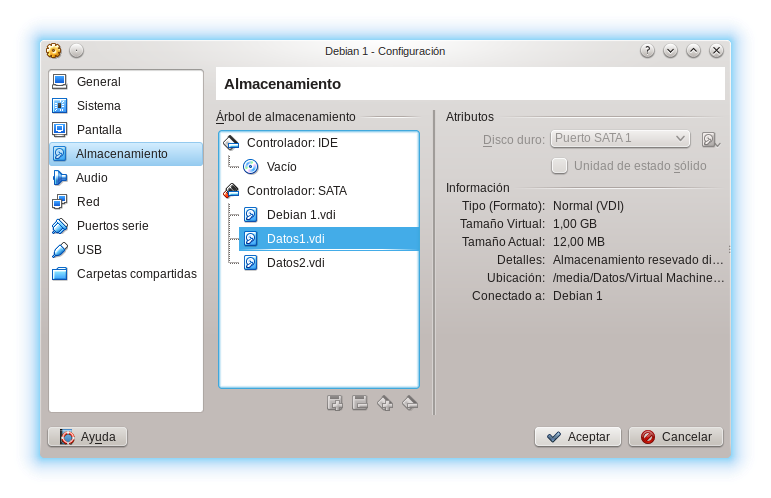 Debian 1 - Configuración
General
Sistema
Pantalla
Almacenamiento
Audio
Red
Puertos serie
USB
Carpetas compartidas
Almacenamiento
Árbol de almacenamiento
Controlador: IDE
Vacío
Controlador: SATA
Debian 1.vdi
Datos1.vdi
Datos2.vdi
Atributos
Disco duro: Puerto SATA 1
Unidad de estado sólido
Información
Tipo (Formato): Normal (VDI)
Tamaño Virtual: 1,00 GB
Tamaño Actual: 12,00 MB
Detalles: Almacenamiento resevado di...
Ubicación: /media/Datos/Virtual Machine...
Conectado a: Debian 1
Ayuda
Aceptar
Cancelar